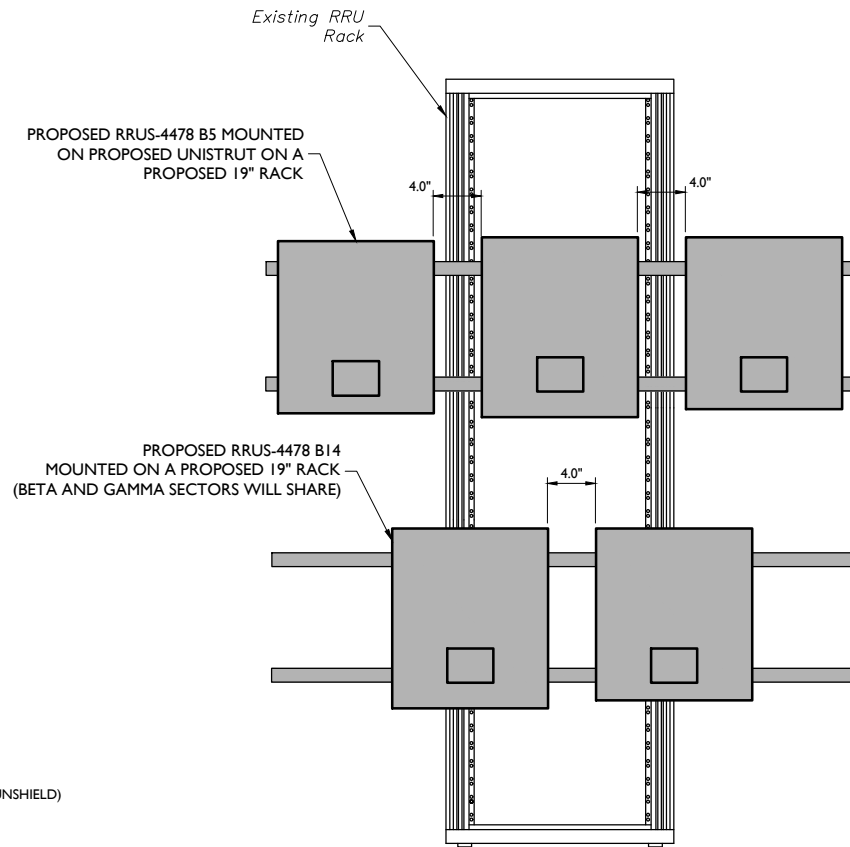 Existing RRU
Rack
PROPOSED RRUS-4478 B5 MOUNTED
ON PROPOSED UNISTRUT ON A
PROPOSED 19" RACK
4.0"
4.0"
PROPOSED RRUS-4478 B14
MOUNTED ON A PROPOSED 19" RACK
(BETA AND GAMMA SECTORS WILL SHARE)
4.0"
UNSHIELD)